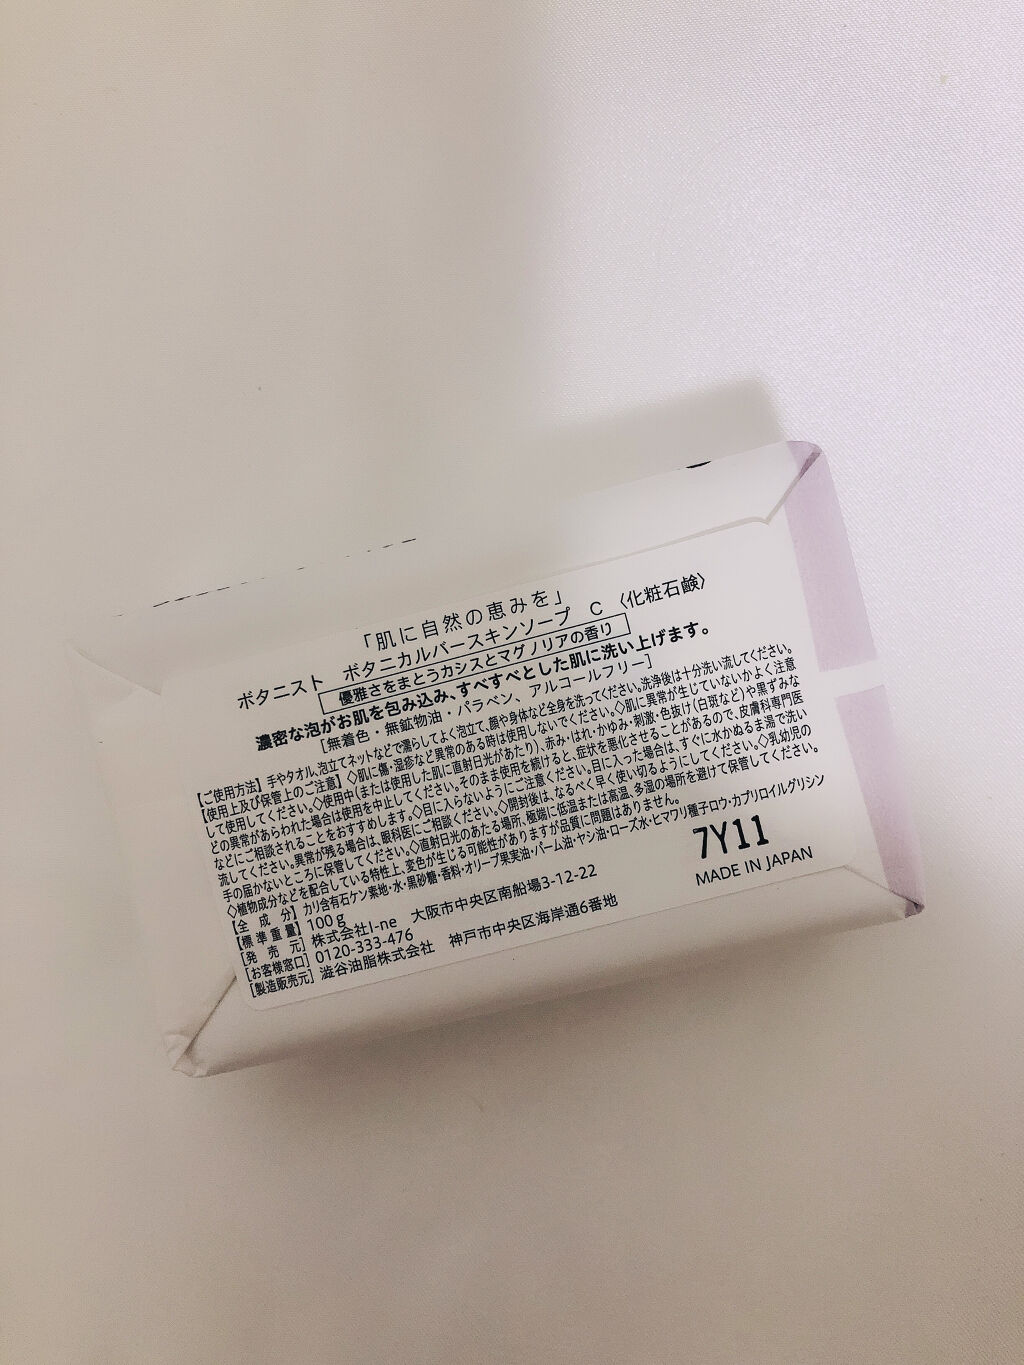 「肌に自然の恵みを」
ボタニスト ボタニカルバースキンソープ C 〈化粧石鹸〉
優雅さをまとうカシスとマグノリアの香り
濃密な泡がお肌を包み込み、すべすべとした肌に洗い上げます。
[無着色・無鉱物油・パラベン、アルコールフリー]
【ご使用方法】手やタオル、泡立てネットなどで濡らしてよく泡立て、顔や身体など全身を洗ってください。洗浄後は十分洗い流してください。
【使用上及び保管上のご注意】◇肌に傷・湿疹など異常のある時は使用しないでください。◇肌に異常が生じていないかよく注意
して使用してください。◇使用中(または使用した肌に直射日光があたり)、赤み・はれ・かゆみ・刺激・色抜け(白斑など)や黒ずみな
どの異常があらわれた場合は使用を中止してください。そのまま使用を続けると、症状を悪化させることがあるので、皮膚科専門医
などにご相談されることをおすすめします。◇目に入らないようにご注意ください。目に入った場合は、すぐに水かぬるま湯で洗い
流してください。異常が残る場合は、眼科医にご相談ください。◇開封後は、なるべく早く使い切るようにしてください。◇乳幼児の
手の届かないところに保管してください。◇直射日光のあたる場所、極端に低温または高温、多湿の場所を避けて保管してください。
◇植物成分などを配合している特性上、変色が生じる可能性がありますが品質に問題はありません。
【全成分】カリ含有石ケン素地・水・黒砂糖・香料・オリーブ果実油・パーム油・ヤシ油・ローズ水・ヒマワリ種子ロウ・カプリロイルグリシン
【標準重量】100g
[発売元] 株式会社I-ne 大阪市中央区南船場3-12-22
[お客様窓口] 0120-333-476
[製造販売元] 澁谷油脂株式会社 神戸市中央区海岸通6番地
7Y11
MADE IN JAPAN